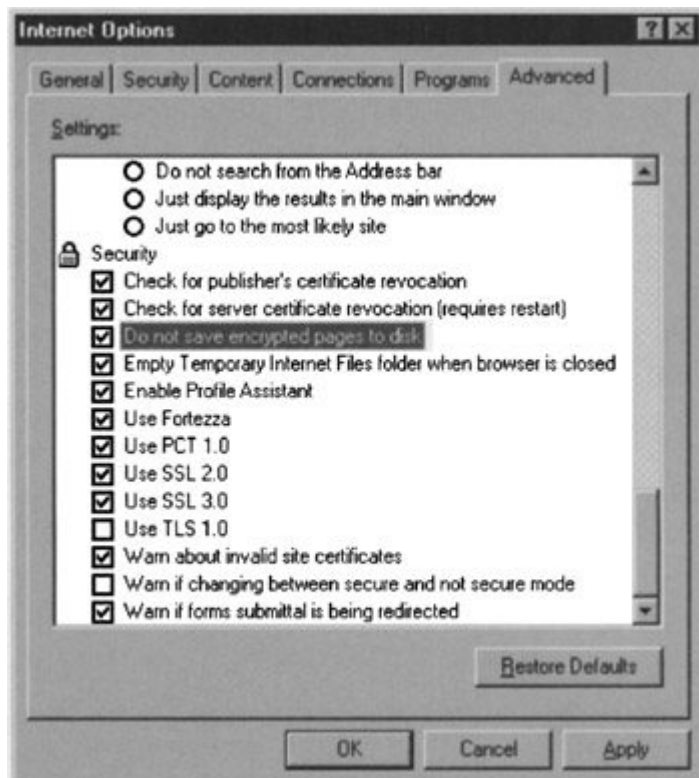 Internet Options
General Security Content Connections Programs Advanced
Settings:
Do not search from the Address bar
Just display the results in the main window
Just go to the most likely site
Security
Check for publisher's certificate revocation
Check for server certificate revocation (requires restart)
Do not save encrypted pages to disk
Empty Temporary Internet Files folder when browser is closed
Enable Profile Assistant
Use Fortezza
Use PCT 1.0
Use SSL 2.0
Use SSL 3.0
Use TLS 1.0
Warn about invalid site certificates
Warn if changing between secure and not secure mode
Warn if forms submittal is being redirected
Restore Defaults
OK Cancel Apply